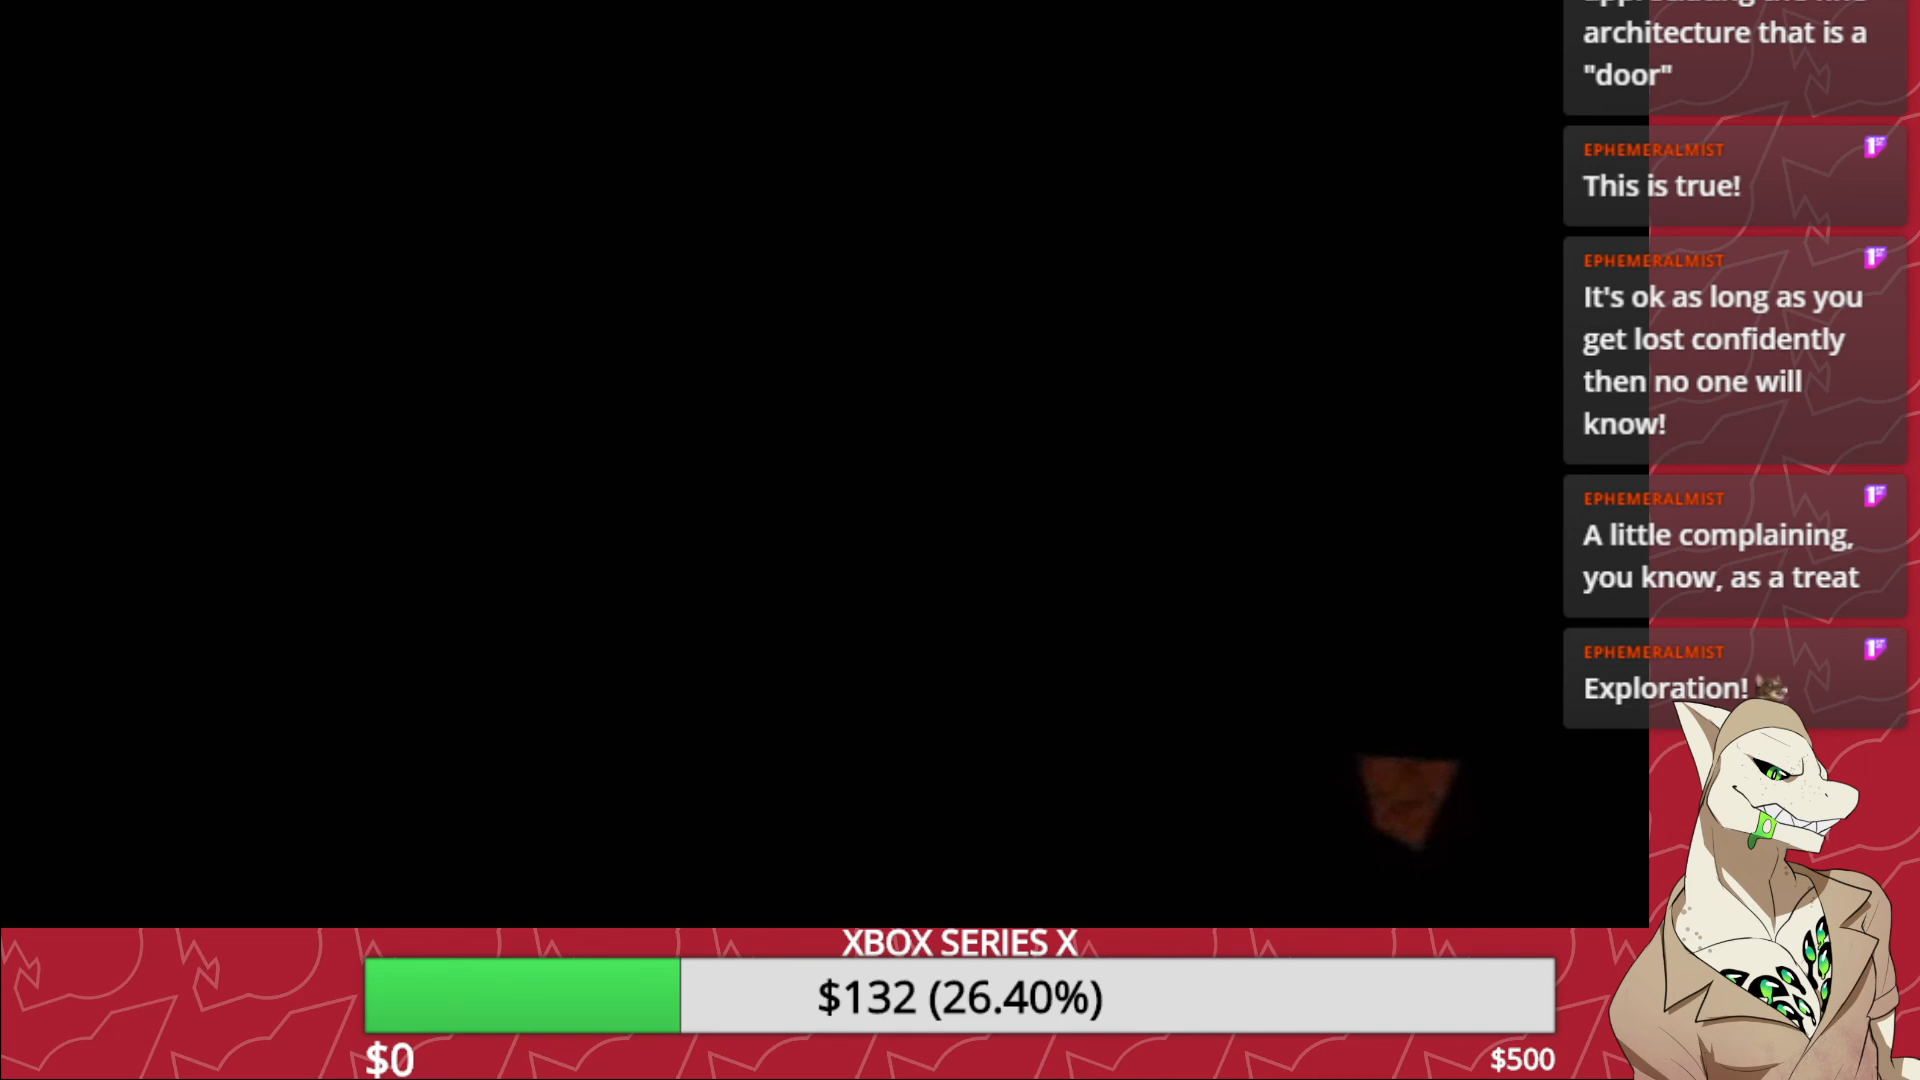 architecture that is a
"door"
EPHEMERALMIST
This is true!
EPHEMERALMIST
It's ok as long as you
get lost confidently
then no one will
know!
EPHEMERALMIST
A little complaining,
you know, as a treat
EPHEMERALMIST
Exploration!
XBOX SERIES X
$132 (26.40%)
$0
$500